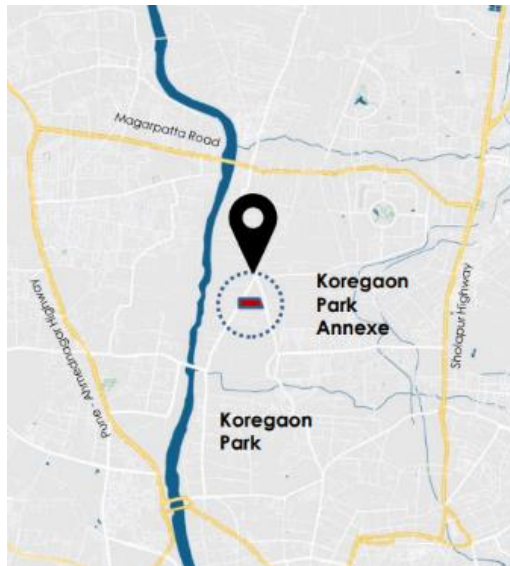 Magarpatta Road
Koregaon
Park
Annexe
Sholapur Highway
Pune - Ahmednagar Highway
Koregaon
Park